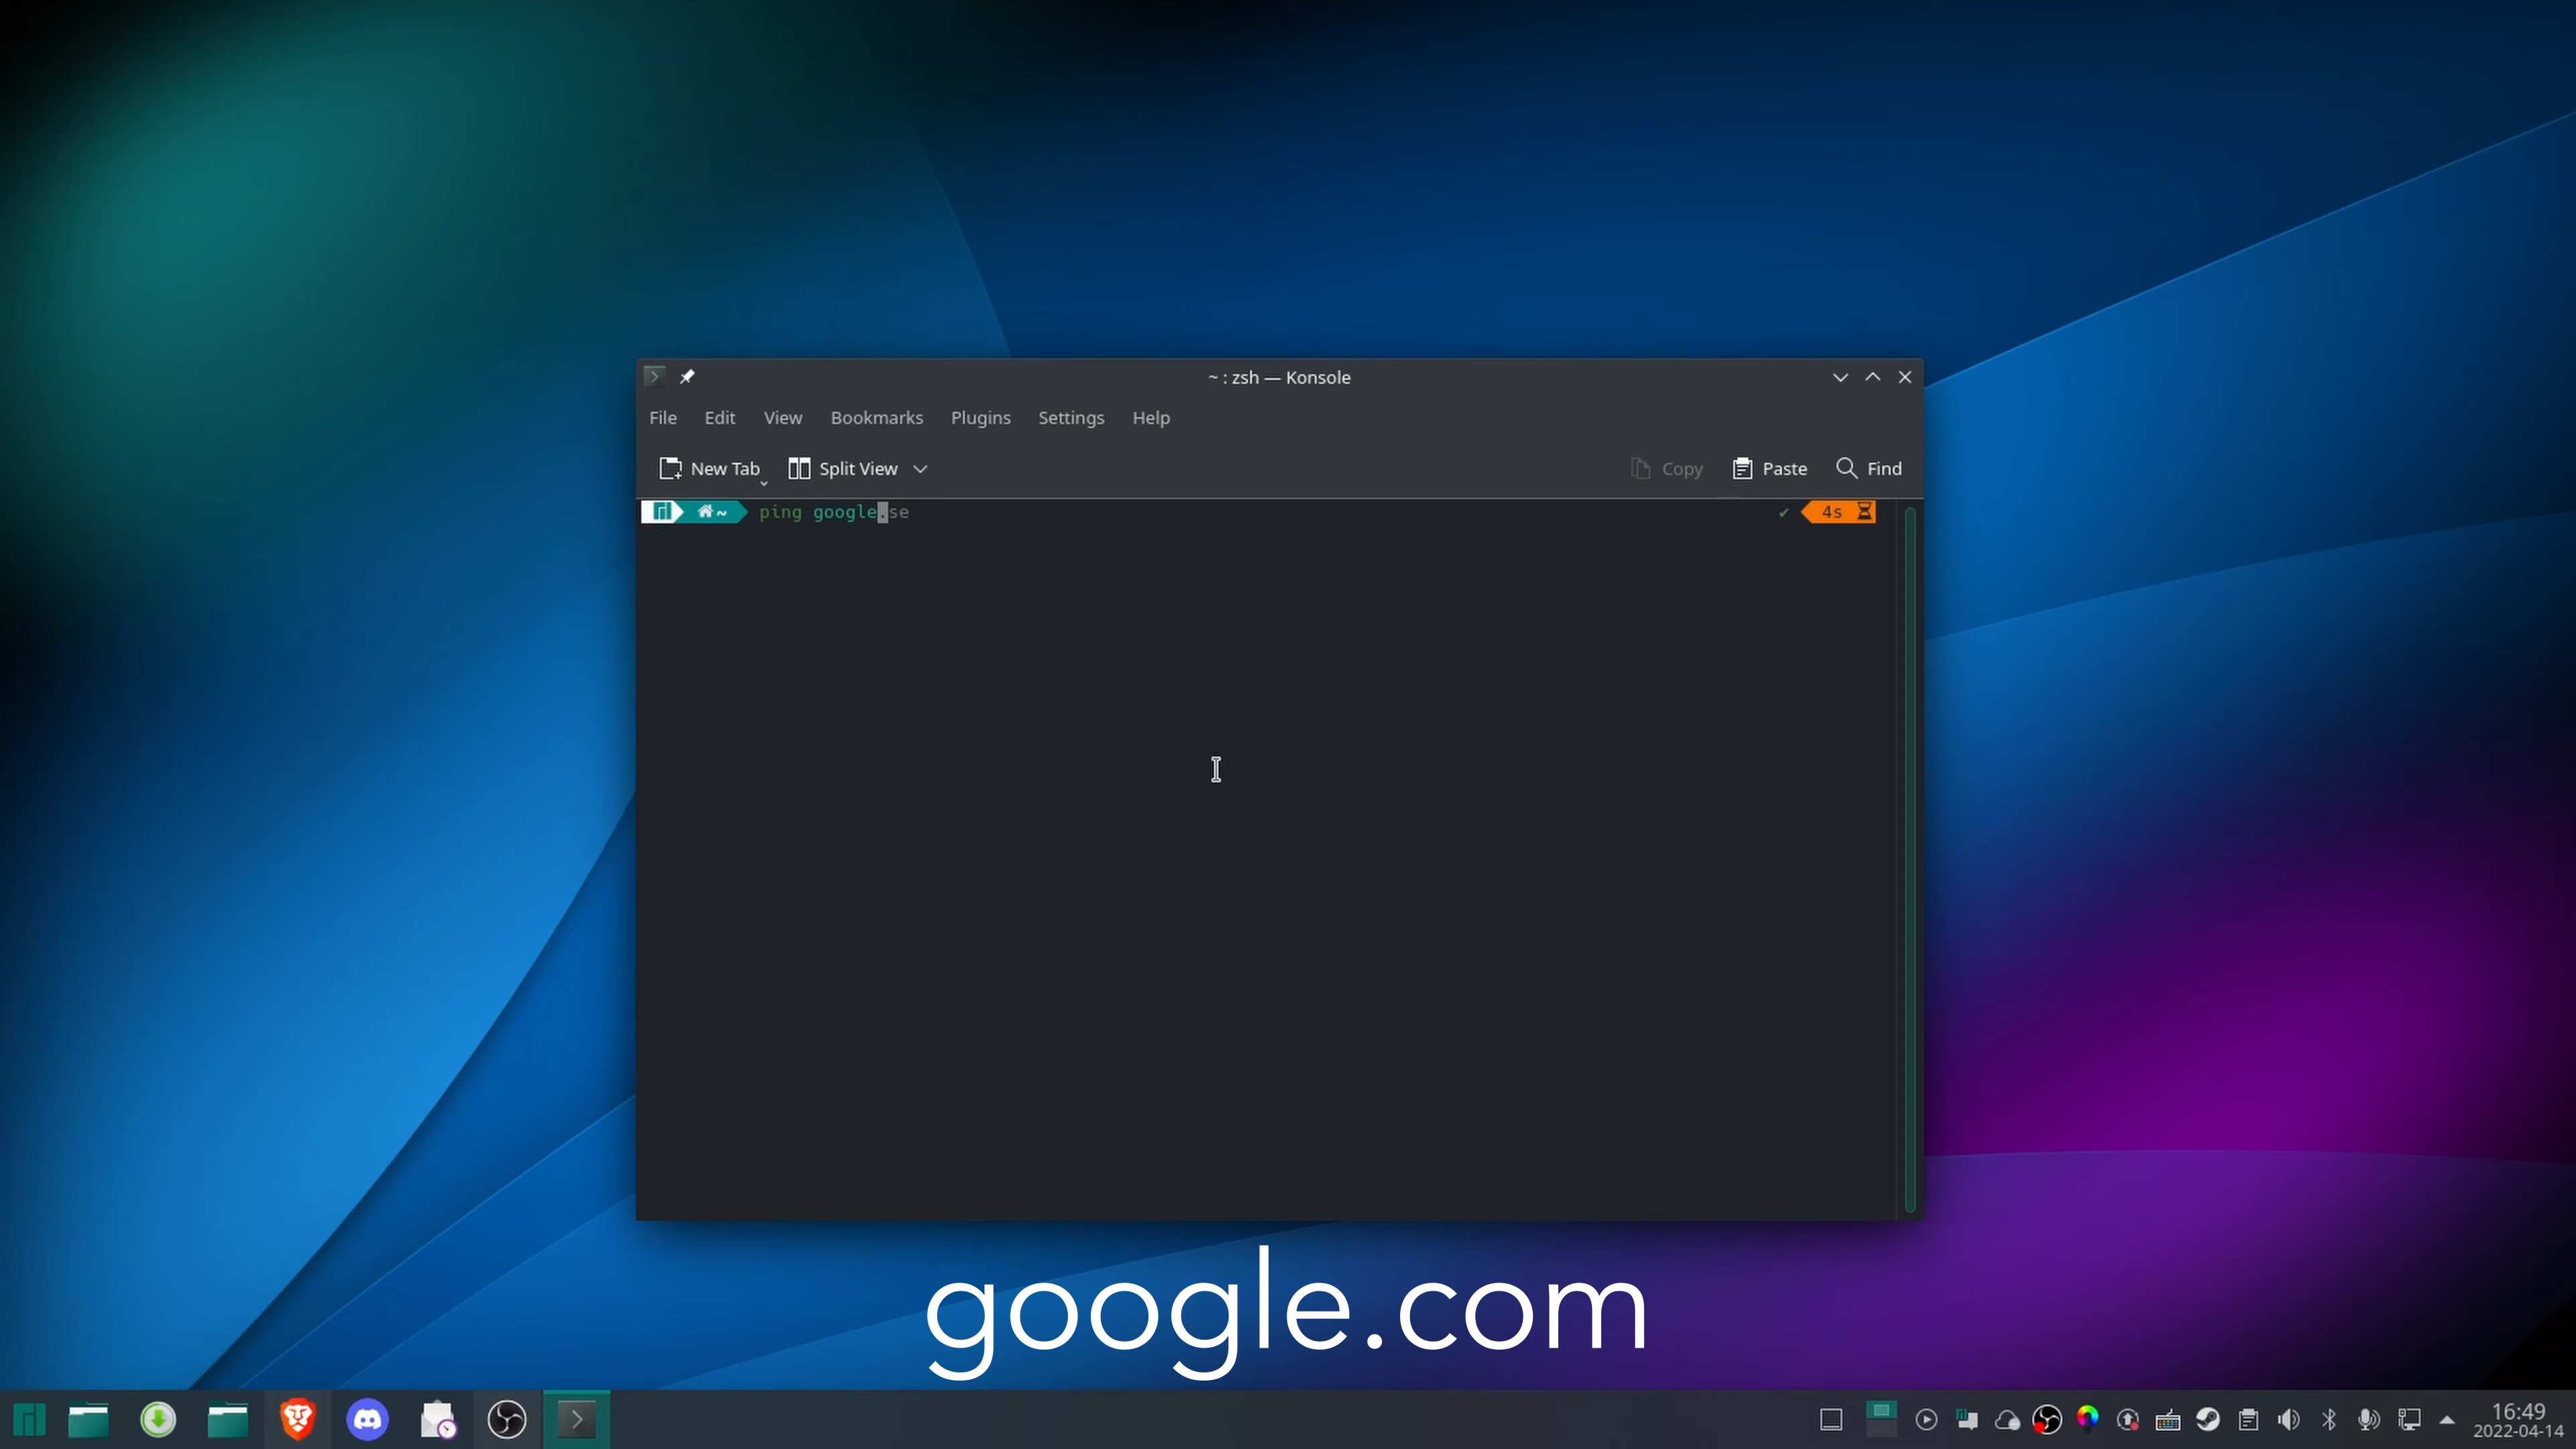 ~ : zsh — Konsole
File Edit View Bookmarks Plugins Settings Help
New Tab Split View Copy Paste Find
~ ping google.se ✔ 4s
google.com
16:49
2022-04-14